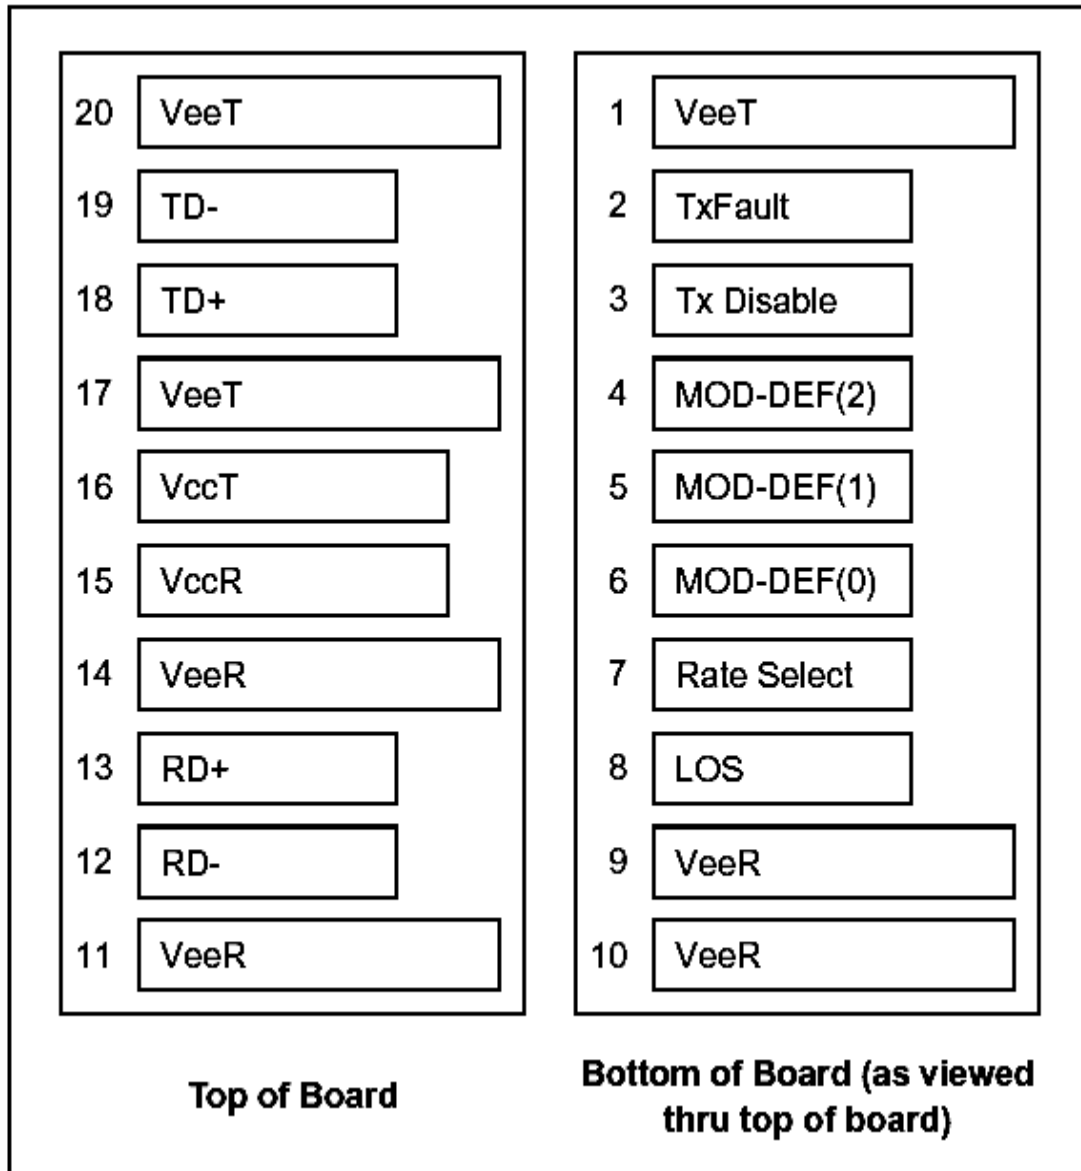 20 VeeT
19 TD-
18 TD+
17 VeeT
16 VccT
15 VccR
14 VeeR
13 RD+
12 RD-
11 VeeR
Top of Board
1 VeeT
2 TxFault
3 Tx Disable
4 MOD-DEF(2)
5 MOD-DEF(1)
6 MOD-DEF(0)
7 Rate Select
8 LOS
9 VeeR
10 VeeR
Bottom of Board (as viewed
thru top of board)